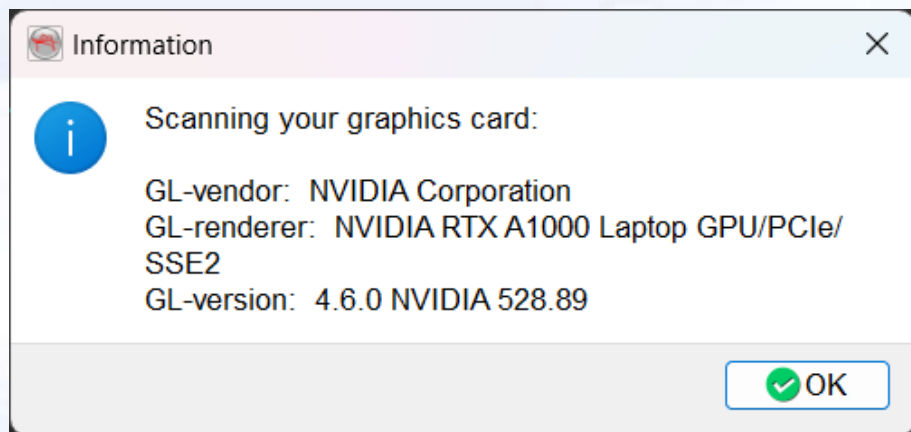 Information
Scanning your graphics card:
GL-vendor: NVIDIA Corporation
GL-renderer: NVIDIA RTX A1000 Laptop GPU/PCIe/
SSE2
GL-version: 4.6.0 NVIDIA 528.89
OK